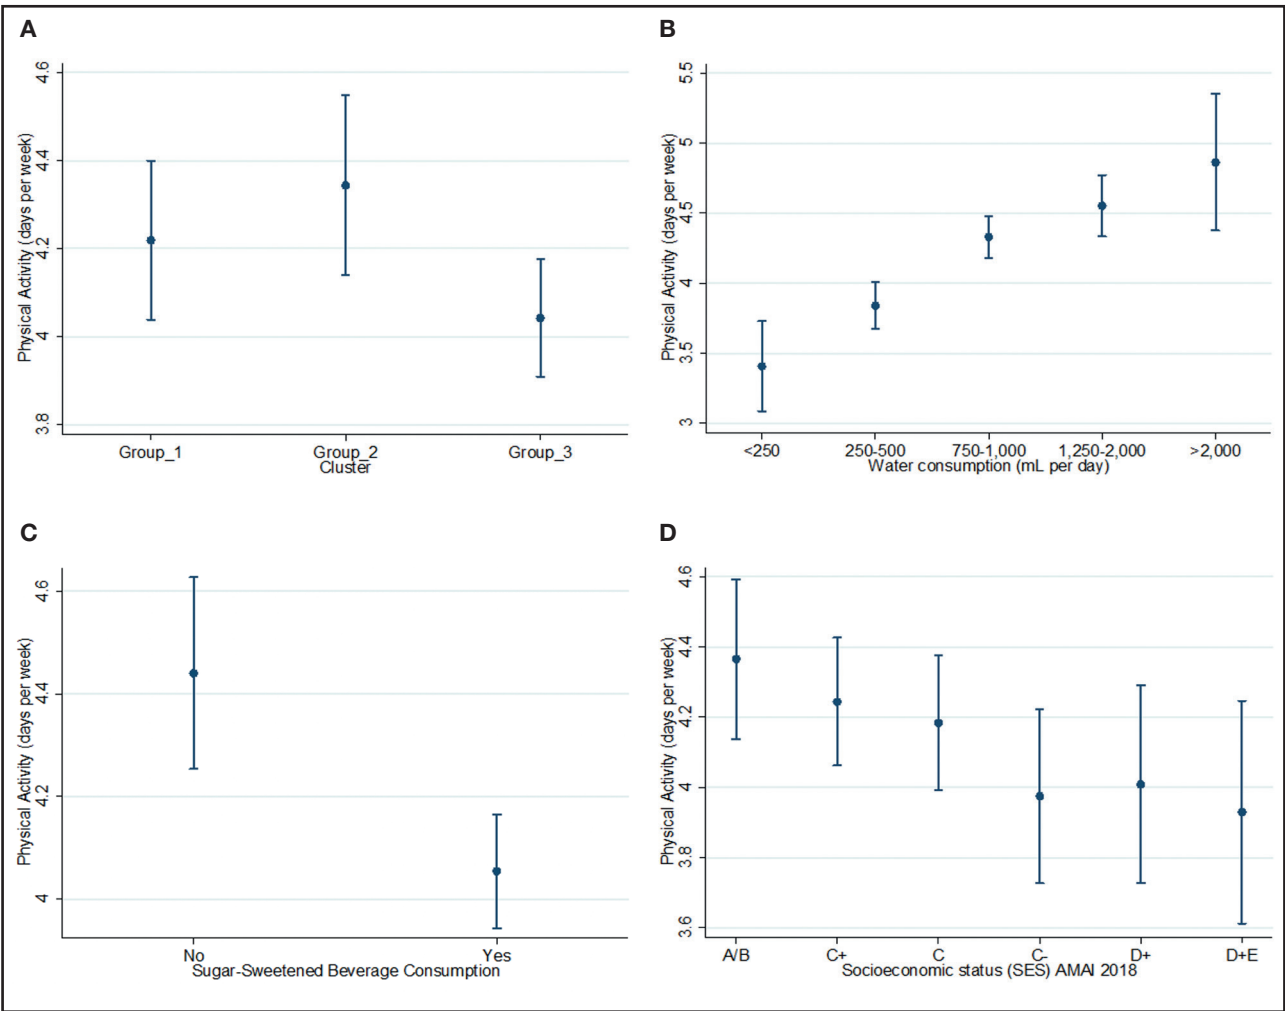 A
Physical Activity (days per week)
4.6
4.4
4.2
4
3.8
Group_1 Group_2 Group_3
Cluster
B
Physical Activity (days per week)
5.5
5
4.5
4
3.5
3
<250 250-500 750-1,000 1,250-2,000 >2,000
Water consumption (mL per day)
C
Physical Activity (days per week)
4.6
4.4
4.2
4
No Yes
Sugar-Sweetened Beverage Consumption
D
Physical Activity (days per week)
4.6
4.4
4.2
4
3.8
3.6
A/B C+ C C- D+ D+E
Socioeconomic status (SES) AMAI 2018